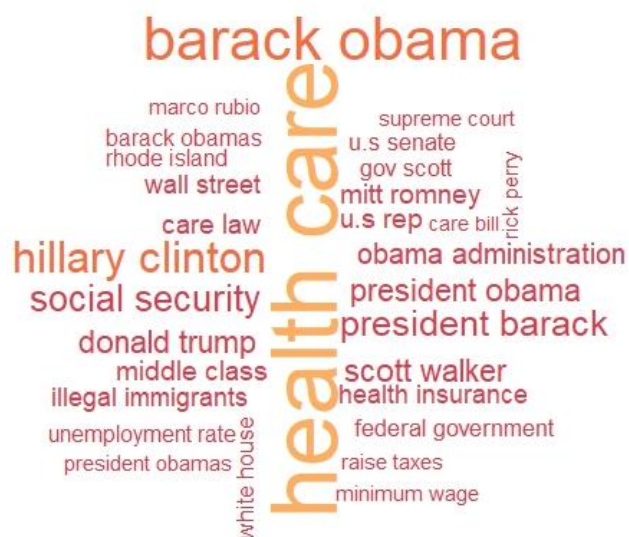 barack obama
health care
marco rubio
barack obamas
rhode island
wall street
care law
hillary clinton
social security
donald trump
middle class
illegal immigrants
unemployment rate
president obamas
white house
supreme court
u.s senate
gov scott
rick perry
mitt romney
u.s rep
care bill
obama administration
president obama
president barack
scott walker
health insurance
federal government
raise taxes
minimum wage